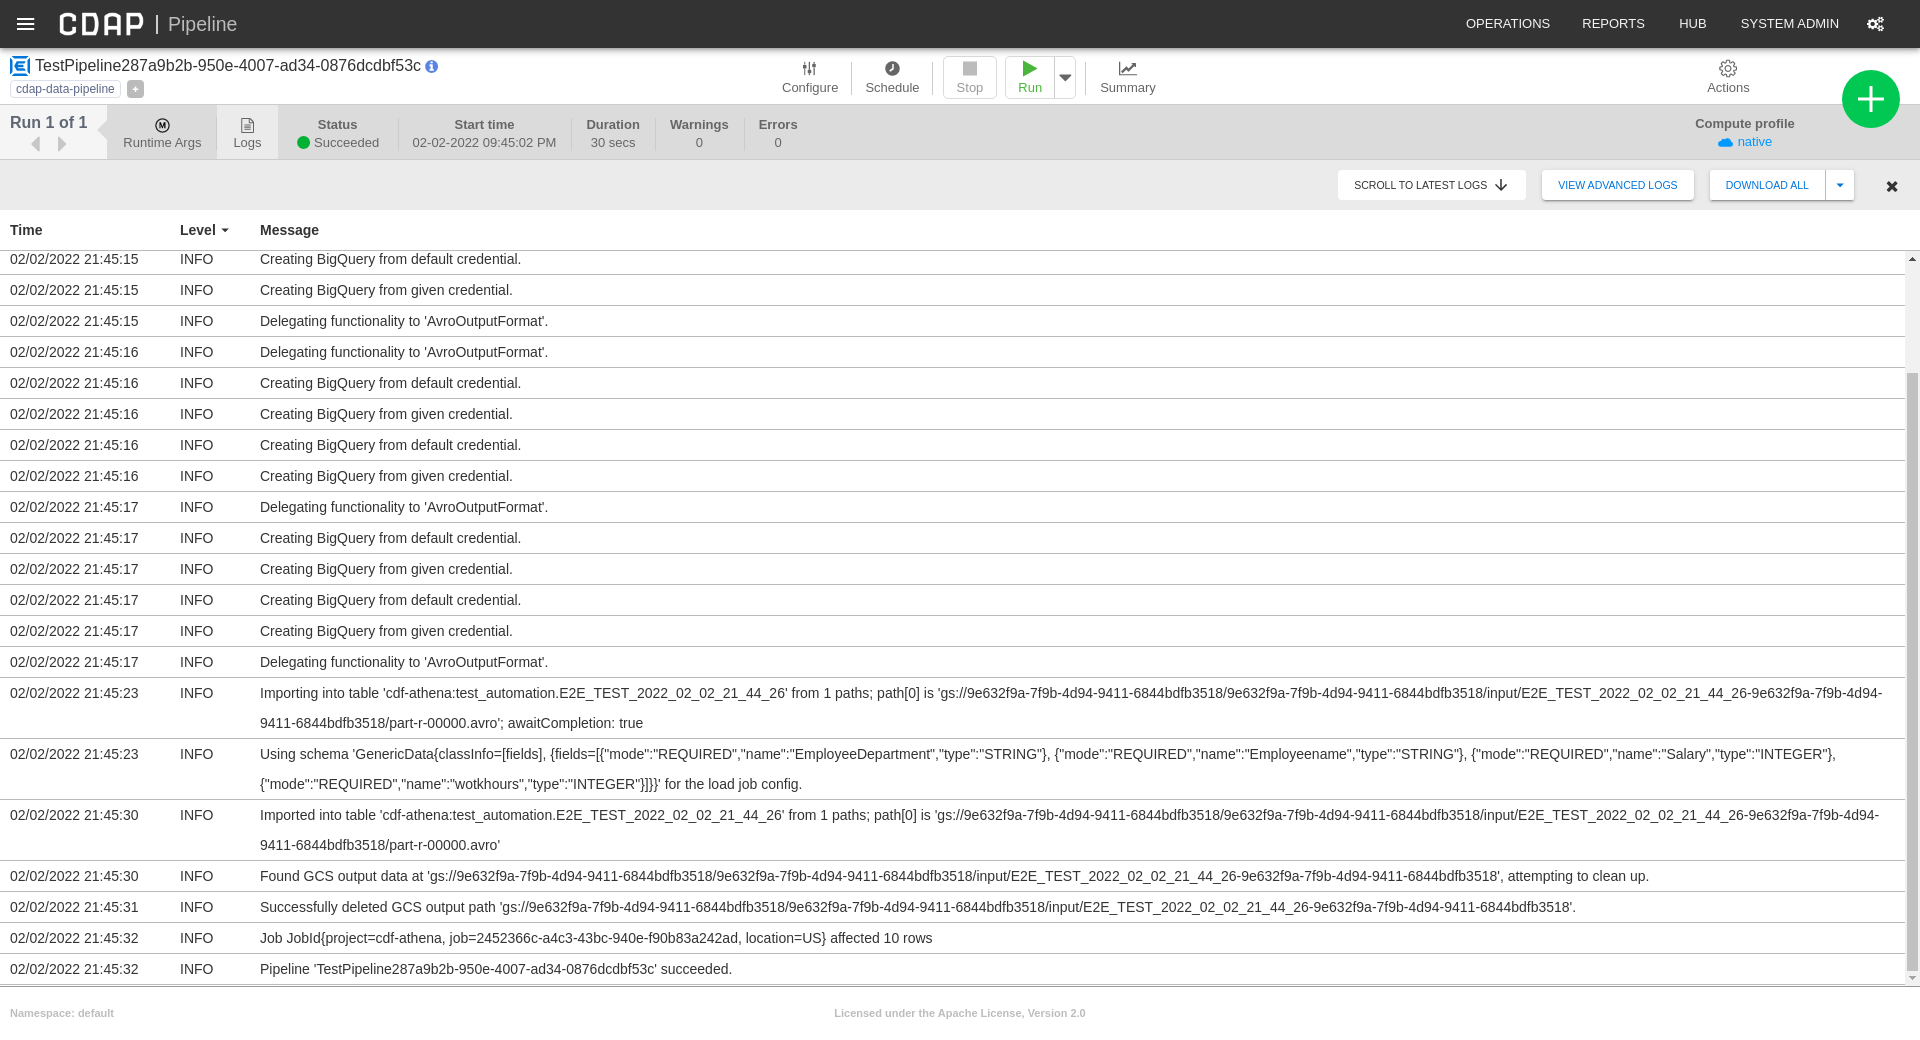 CDAP | Pipeline OPERATIONS REPORTS HUB SYSTEM ADMIN
TestPipeline287a9b2b-950e-4007-ad34-0876dcdbf53c
cdap-data-pipeline +
Configure Schedule Stop Run Summary Actions
Run 1 of 1
Runtime Args Logs
Status Start time Duration Warnings Errors Compute profile
Succeeded 02-02-2022 09:45:02 PM 30 secs 0 0 native
SCROLL TO LATEST LOGS VIEW ADVANCED LOGS DOWNLOAD ALL
Time Level Message
02/02/2022 21:45:15 INFO Creating BigQuery from default credential.
02/02/2022 21:45:15 INFO Creating BigQuery from given credential.
02/02/2022 21:45:15 INFO Delegating functionality to 'AvroOutputFormat'.
02/02/2022 21:45:16 INFO Delegating functionality to 'AvroOutputFormat'.
02/02/2022 21:45:16 INFO Creating BigQuery from default credential.
02/02/2022 21:45:16 INFO Creating BigQuery from given credential.
02/02/2022 21:45:16 INFO Creating BigQuery from default credential.
02/02/2022 21:45:16 INFO Creating BigQuery from given credential.
02/02/2022 21:45:17 INFO Delegating functionality to 'AvroOutputFormat'.
02/02/2022 21:45:17 INFO Creating BigQuery from default credential.
02/02/2022 21:45:17 INFO Creating BigQuery from given credential.
02/02/2022 21:45:17 INFO Creating BigQuery from default credential.
02/02/2022 21:45:17 INFO Creating BigQuery from given credential.
02/02/2022 21:45:17 INFO Delegating functionality to 'AvroOutputFormat'.
02/02/2022 21:45:23 INFO Importing into table 'cdf-athena:test_automation.E2E_TEST_2022_02_02_21_44_26' from 1 paths; path[0] is 'gs://9e632f9a-7f9b-4d94-9411-6844bdfb3518/9e632f9a-7f9b-4d94-9411-6844bdfb3518/input/E2E_TEST_2022_02_02_21_44_26-9e632f9a-7f9b-4d94-
9411-6844bdfb3518/part-r-00000.avro'; awaitCompletion: true
02/02/2022 21:45:23 INFO Using schema 'GenericData{classInfo=[fields], {fields=[{"mode":"REQUIRED","name":"EmployeeDepartment","type":"STRING"}, {"mode":"REQUIRED","name":"Employeename","type":"STRING"}, {"mode":"REQUIRED","name":"Salary","type":"INTEGER"},
{"mode":"REQUIRED","name":"wotkhours","type":"INTEGER"}]}}' for the load job config.
02/02/2022 21:45:30 INFO Imported into table 'cdf-athena:test_automation.E2E_TEST_2022_02_02_21_44_26' from 1 paths; path[0] is 'gs://9e632f9a-7f9b-4d94-9411-6844bdfb3518/9e632f9a-7f9b-4d94-9411-6844bdfb3518/input/E2E_TEST_2022_02_02_21_44_26-9e632f9a-7f9b-4d94-
9411-6844bdfb3518/part-r-00000.avro'
02/02/2022 21:45:30 INFO Found GCS output data at 'gs://9e632f9a-7f9b-4d94-9411-6844bdfb3518/9e632f9a-7f9b-4d94-9411-6844bdfb3518/input/E2E_TEST_2022_02_02_21_44_26-9e632f9a-7f9b-4d94-9411-6844bdfb3518', attempting to clean up.
02/02/2022 21:45:31 INFO Successfully deleted GCS output path 'gs://9e632f9a-7f9b-4d94-9411-6844bdfb3518/9e632f9a-7f9b-4d94-9411-6844bdfb3518/input/E2E_TEST_2022_02_02_21_44_26-9e632f9a-7f9b-4d94-9411-6844bdfb3518'.
02/02/2022 21:45:32 INFO Job JobId{project=cdf-athena, job=2452366c-a4c3-43bc-940e-f90b83a242ad, location=US} affected 10 rows
02/02/2022 21:45:32 INFO Pipeline 'TestPipeline287a9b2b-950e-4007-ad34-0876dcdbf53c' succeeded.
Namespace: default Licensed under the Apache License, Version 2.0